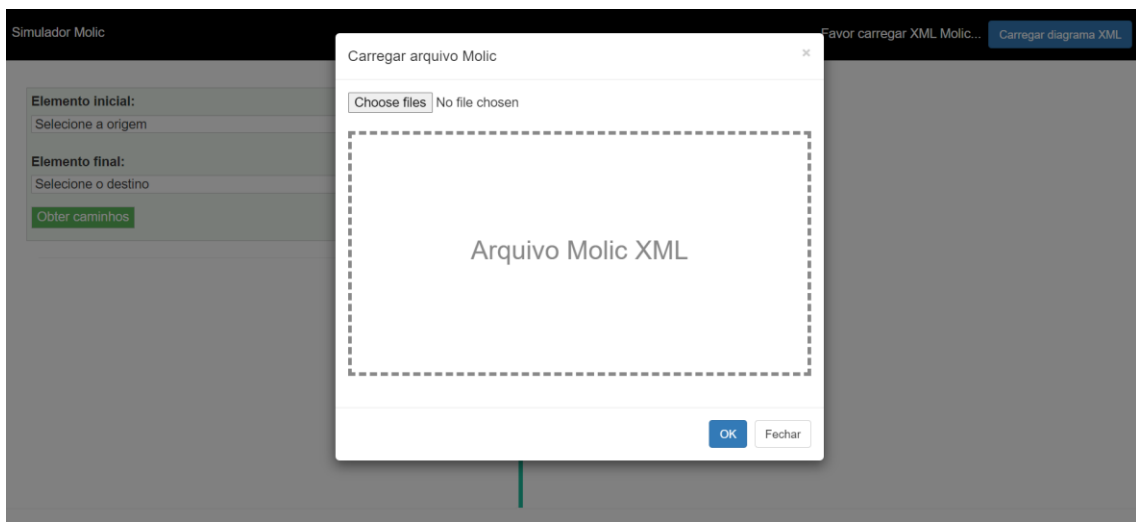 Simulador Molic
Favor carregar XML Molic...
Carregar diagrama XML
Carregar arquivo Molic
×
Choose files No file chosen
Arquivo Molic XML
OK
Fechar
Elemento inicial:
Selecione a origem
Elemento final:
Selecione o destino
Obter caminhos